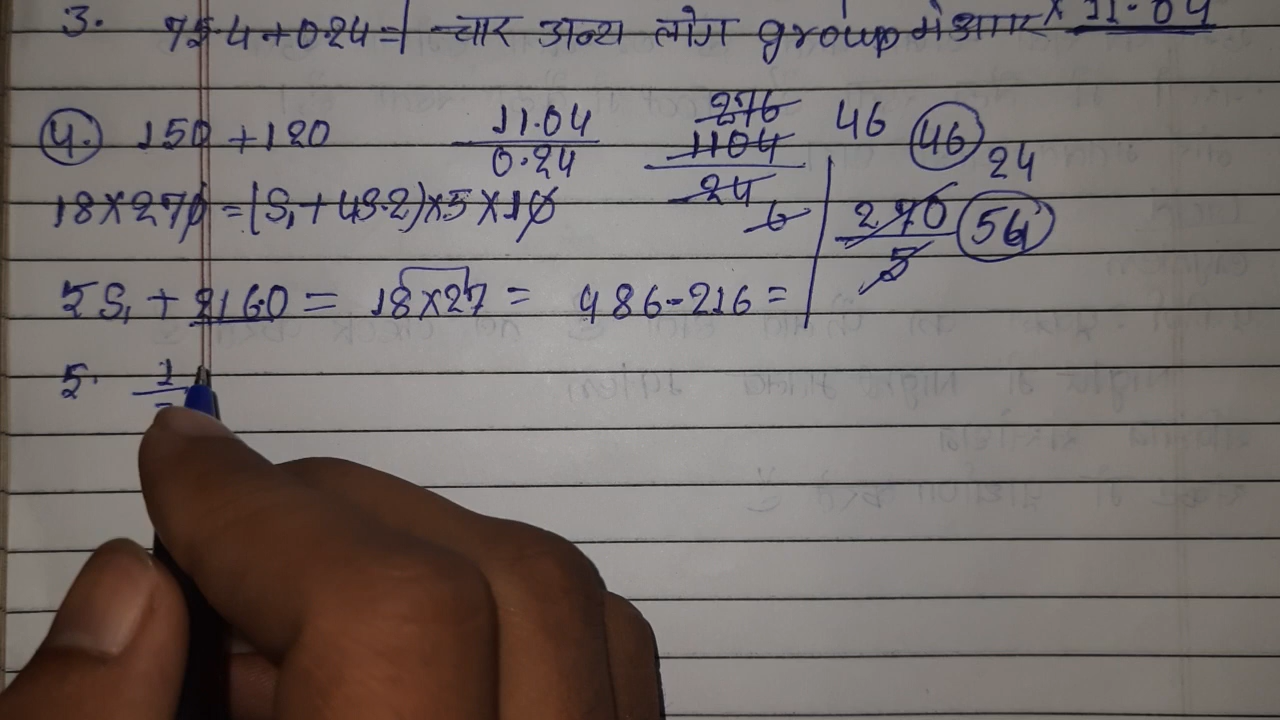 3. 75.4+0.24= चार अन्य लोग group में आए × 11.04
4. 150 + 120 11.04 / 0.24 276 1104 / 24 6 46 46 24
18×270 = (S₁+43.2)×5×10 270 / 5 54
5S₁ + 2160 = 18×27 = 486-216 =
5. 1